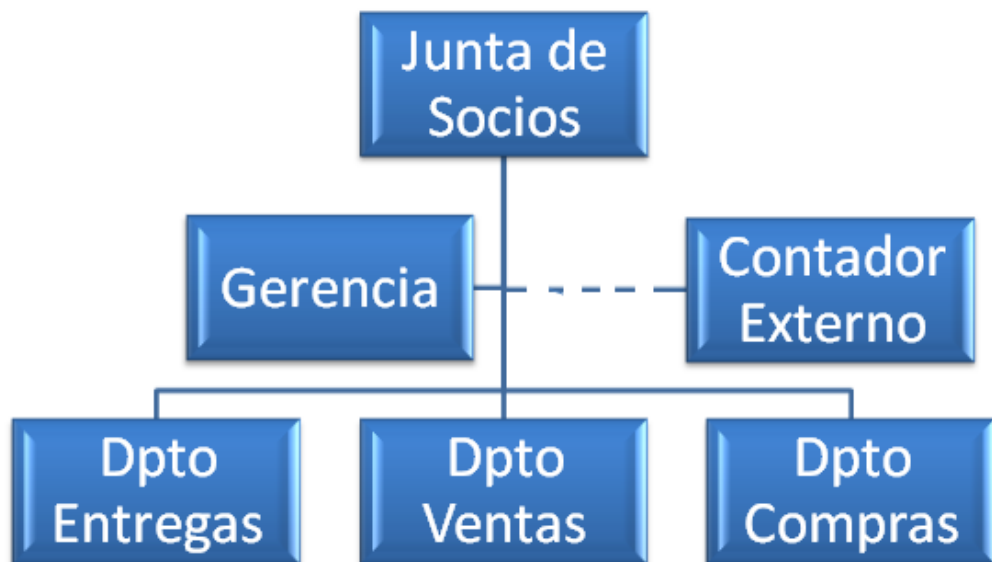 Junta de
Socios
Gerencia
Contador
Externo
Dpto
Entregas
Dpto
Ventas
Dpto
Compras